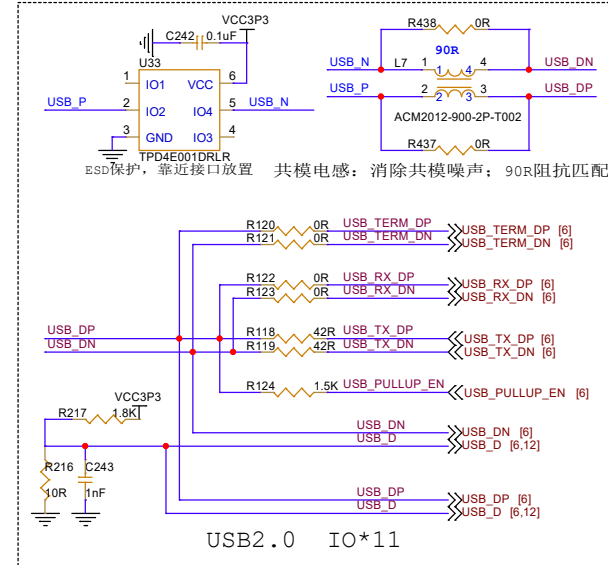 VCC3P3
C242 0.1uF
U33
1 IO1 VCC 6
USB_P 2 IO2 IO4 5 USB_N
3 GND IO3 4
TPD4E001DRLR
ESD保护，靠近接口放置
R438 0R
90R
USB_N L7 1 1 4 4 USB_DN
USB_P 2 2 3 3 USB_DP
ACM2012-900-2P-T002
R437 0R
共模电感：消除共模噪声；90R阻抗匹配
R120 0R USB_TERM_DP USB_TERM_DP [6]
R121 0R USB_TERM_DN USB_TERM_DN [6]
R122 0R USB_RX_DP USB_RX_DP [6]
R123 0R USB_RX_DN USB_RX_DN [6]
USB_DP R118 42R USB_TX_DP USB_TX_DP [6]
USB_DN R119 42R USB_TX_DN USB_TX_DN [6]
R124 1.5K USB_PULLUP_EN USB_PULLUP_EN [6]
VCC3P3
R217 1.8K
USB_DN USB_DN [6]
USB_D USB_D [6,12]
R216 C243
10R 1nF
USB_DP USB_DP [6]
USB_D USB_D [6,12]
USB2.0 IO*11